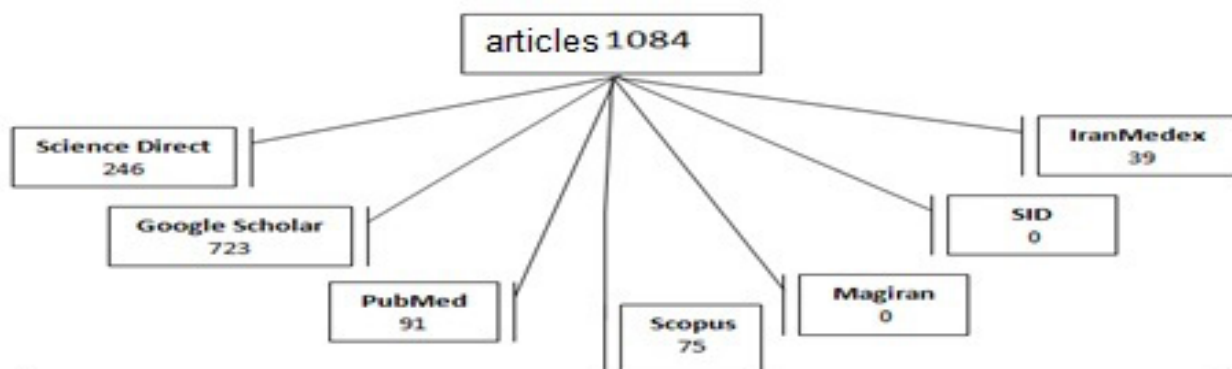 articles 1084
Science Direct
246
Google Scholar
723
PubMed
91
Scopus
75
Magiran
0
SID
0
IranMedex
39